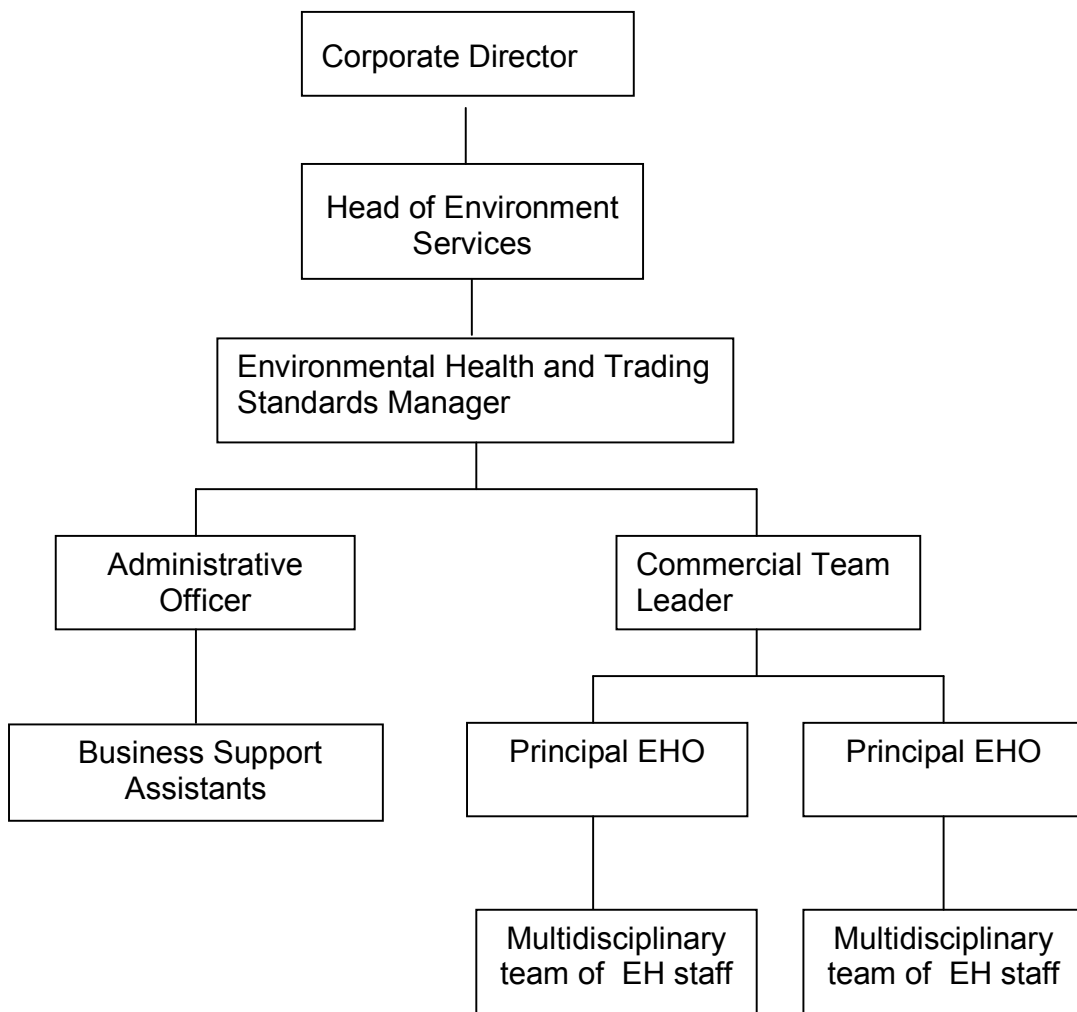 Corporate Director
Head of Environment
Services
Environmental Health and Trading
Standards Manager
Administrative
Officer
Commercial Team
Leader
Business Support
Assistants
Principal EHO
Principal EHO
Multidisciplinary
team of  EH staff
Multidisciplinary
team of  EH staff